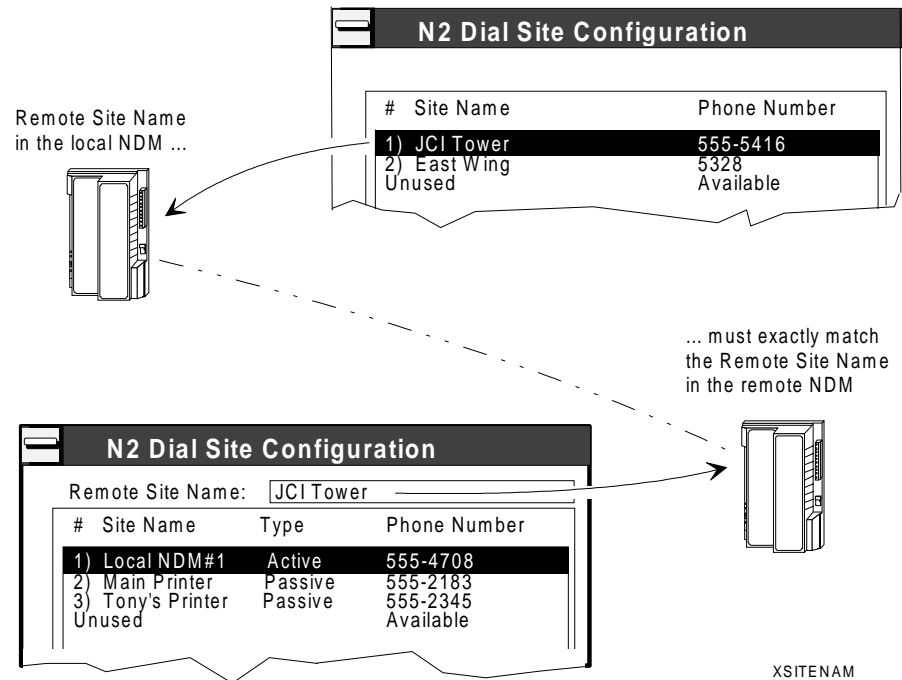 N2 Dial Site Configuration
# Site Name Phone Number
1) JCI Tower 555-5416
2) East Wing 5328
Unused Available
Remote Site Name
in the local NDM ...
... must exactly match
the Remote Site Name
in the remote NDM
N2 Dial Site Configuration
Remote Site Name: JCI Tower
# Site Name Type Phone Number
1) Local NDM#1 Active 555-4708
2) Main Printer Passive 555-2183
3) Tony's Printer Passive 555-2345
Unused Available
XSITENAM